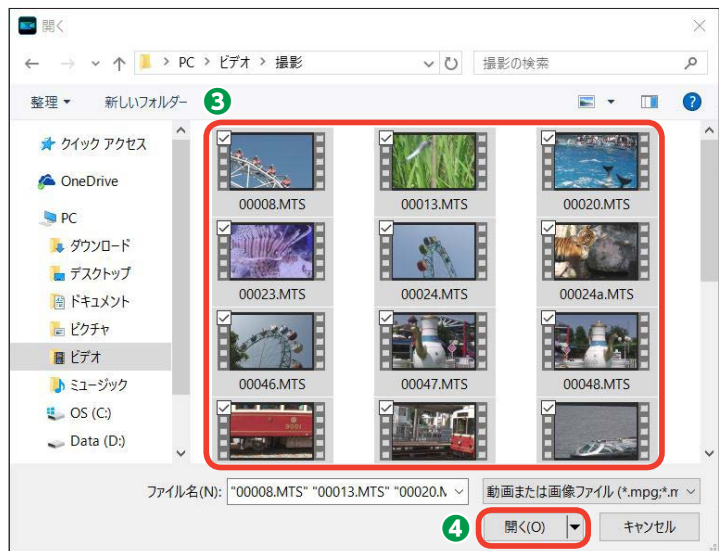 開く
PC > ビデオ > 撮影
撮影の検索
整理 新しいフォルダー ❸
クイック アクセス
OneDrive
PC
ダウンロード
デスクトップ
ドキュメント
ピクチャ
ビデオ
ミュージック
OS (C:)
Data (D:)
00008.MTS 00013.MTS 00020.MTS
00023.MTS 00024.MTS 00024a.MTS
00046.MTS 00047.MTS 00048.MTS
ファイル名(N): "00008.MTS" "00013.MTS" "00020.M 動画または画像ファイル (*.mpg;*.m
❹ 開く(O) キャンセル